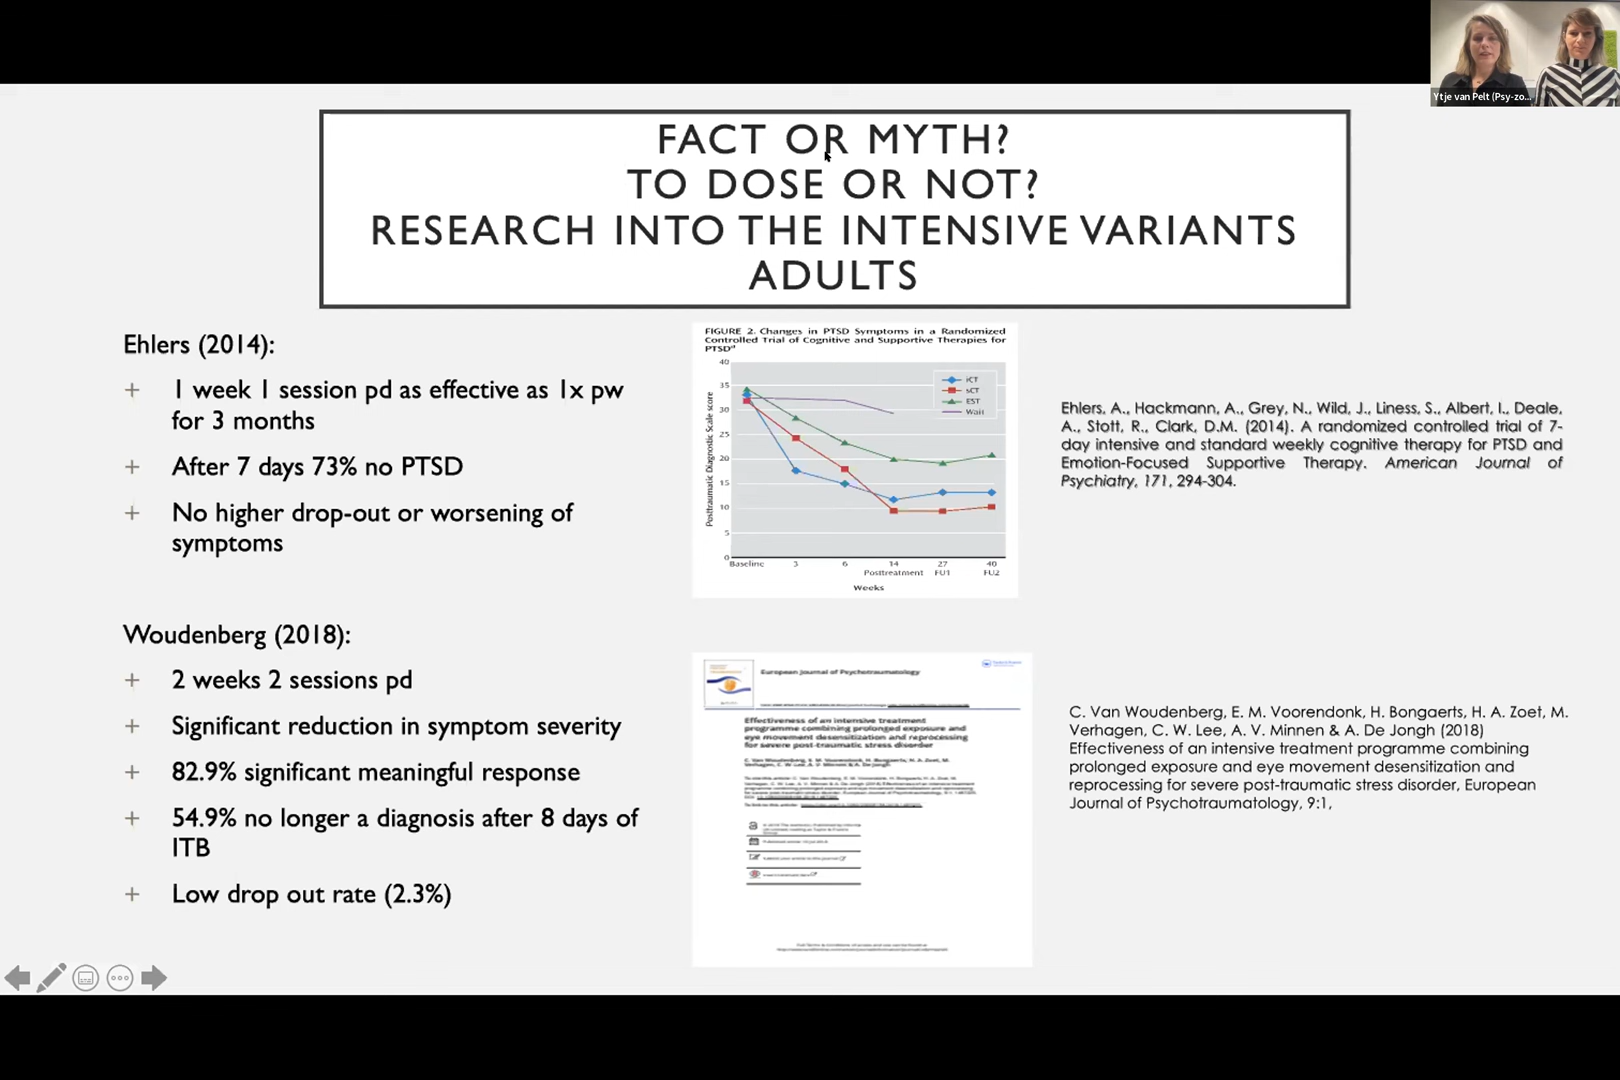 Ytje van Pelt (Psy-zo...
FACT OR MYTH?
TO DOSE OR NOT?
RESEARCH INTO THE INTENSIVE VARIANTS
ADULTS
Ehlers (2014):
+ 1 week 1 session pd as effective as 1x pw
for 3 months
+ After 7 days 73% no PTSD
+ No higher drop-out or worsening of
symptoms
FIGURE 2. Changes in PTSD Symptoms in a Randomized
Controlled Trial of Cognitive and Supportive Therapies for
PTSD
Posttraumatic Diagnostic Scale score
40
35
30
25
20
15
10
5
0
iCT
sCT
EST
Wait
Baseline 3 6 14 27 40
Posttreatment FU1 FU2
Weeks
Ehlers, A., Hackmann, A., Grey, N., Wild, J., Liness, S., Albert, I., Deale,
A., Stott, R., Clark, D.M. (2014). A randomized controlled trial of 7-
day intensive and standard weekly cognitive therapy for PTSD and
Emotion-Focused Supportive Therapy. American Journal of
Psychiatry, 171, 294-304.
Woudenberg (2018):
+ 2 weeks 2 sessions pd
+ Significant reduction in symptom severity
+ 82.9% significant meaningful response
+ 54.9% no longer a diagnosis after 8 days of
ITB
+ Low drop out rate (2.3%)
European Journal of Psychotraumatology
Effectiveness of an intensive treatment
programme combining prolonged exposure and
eye movement desensitization and reprocessing
for severe post-traumatic stress disorder
C. Van Woudenberg, E. M. Voorendonk, H. Bongaerts, H. A. Zoet, M.
Verhagen, C. W. Lee, A. V. Minnen & A. De Jongh (2018)
Effectiveness of an intensive treatment programme combining
prolonged exposure and eye movement desensitization and
reprocessing for severe post-traumatic stress disorder, European
Journal of Psychotraumatology, 9:1,